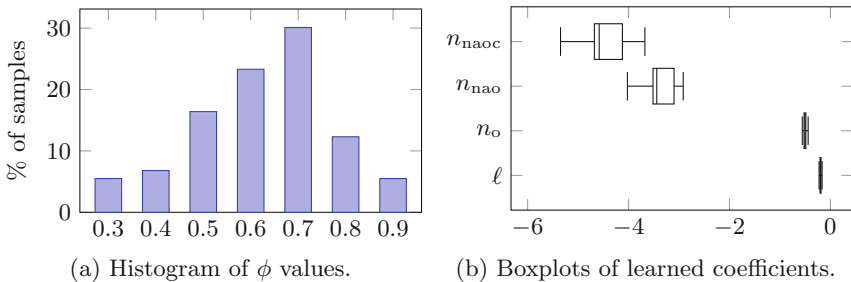 % of samples
30
20
10
0
0.3 0.4 0.5 0.6 0.7 0.8 0.9
(a) Histogram of ϕ values.
n_naoc
n_nao
n_o
ℓ
−6 −4 −2 0
(b) Boxplots of learned coefficients.